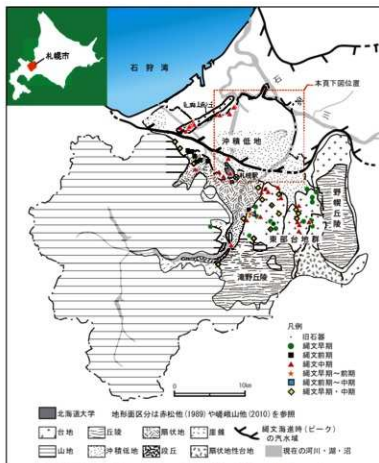 札幌市
石狩湾
本頁下図位置
石
沖積低地
札幌駅
野幌丘陵
東部台地群
滝野丘陵
凡例
旧石器
縄文早期
縄文前期
縄文中期
縄文早期～前期
縄文前期～中期
縄文早期・中期
0 10km
北海道大学 地形面区分は赤松他(1989)や嵯峨山他(2010)を参照
台地 丘陵 扇状地 崖錐 縄文海進時(ピーク)の汽水域
山地 沖積低地 段丘 扇状地性台地 現在の河川・湖・沼